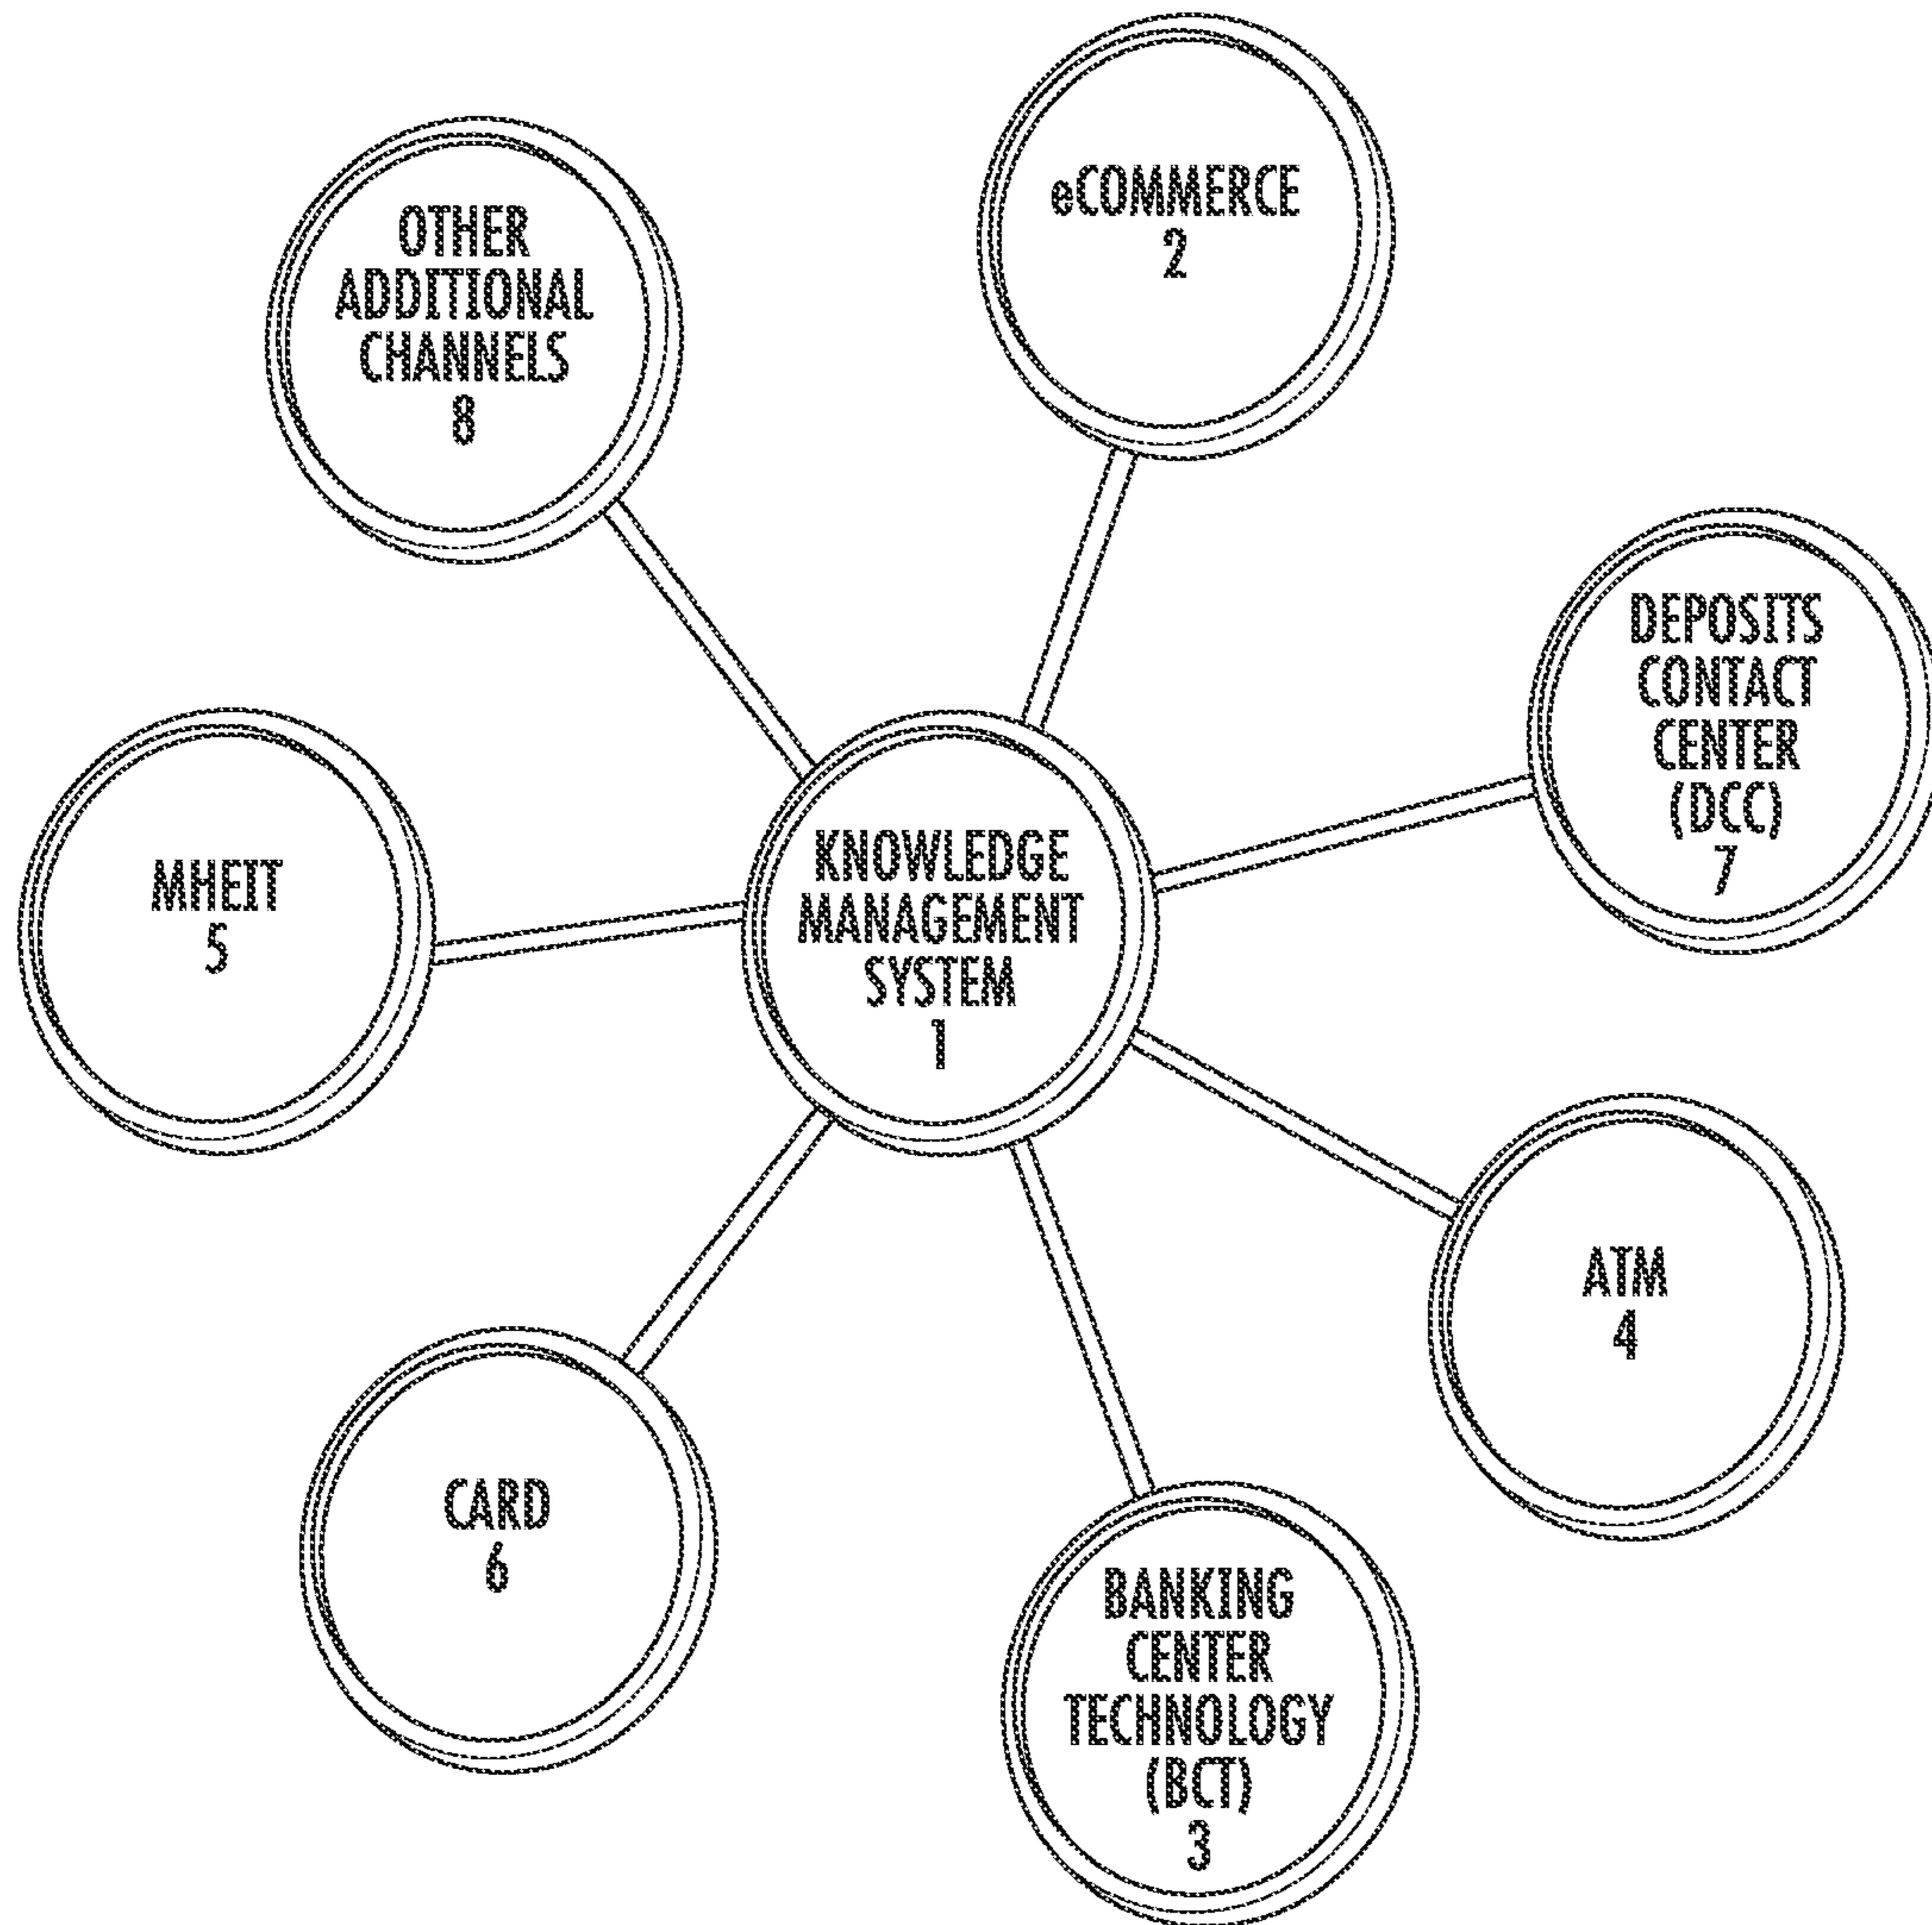 OTHER
ADDITIONAL
CHANNELS
8
eCOMMERCE
2
DEPOSITS
CONTACT
CENTER
(DCC)
7
MHEIT
5
KNOWLEDGE
MANAGEMENT
SYSTEM
1
ATM
4
CARD
6
BANKING
CENTER
TECHNOLOGY
(BCT)
3